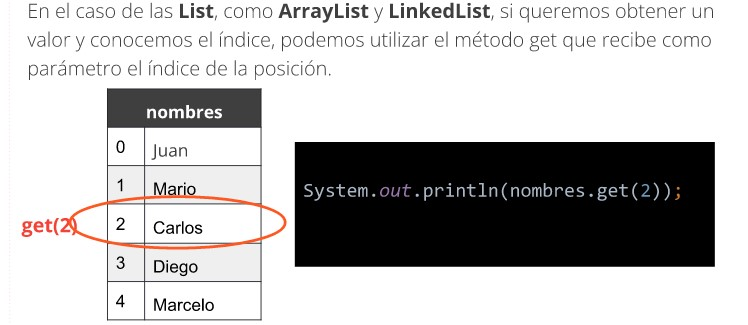 En el caso de las List, como ArrayList y LinkedList, si queremos obtener un
valor y conocemos el índice, podemos utilizar el método get que recibe como
parámetro el índice de la posición.
nombres
0 Juan
1 Mario
get(2) 2 Carlos
3 Diego
4 Marcelo
System.out.println(nombres.get(2));